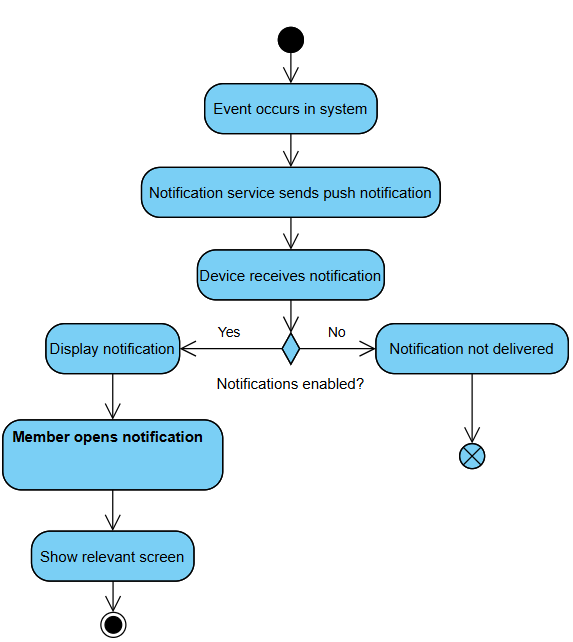 Event occurs in system
Notification service sends push notification
Device receives notification
Yes
No
Display notification
Notification not delivered
Notifications enabled?
Member opens notification
Show relevant screen